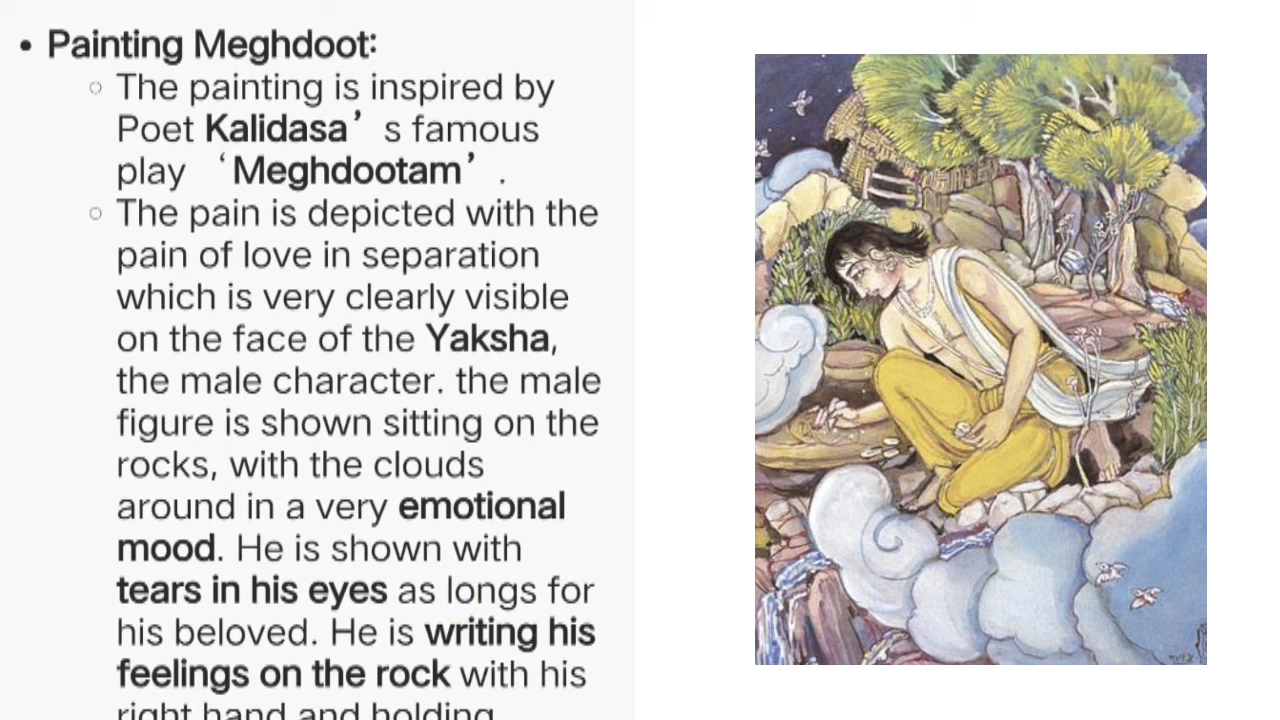 • Painting Meghdoot:
○ The painting is inspired by
Poet Kalidasa’ s famous
play ‘Meghdootam’ .
○ The pain is depicted with the
pain of love in separation
which is very clearly visible
on the face of the Yaksha,
the male character. the male
figure is shown sitting on the
rocks, with the clouds
around in a very emotional
mood. He is shown with
tears in his eyes as longs for
his beloved. He is writing his
feelings on the rock with his
right hand and holding